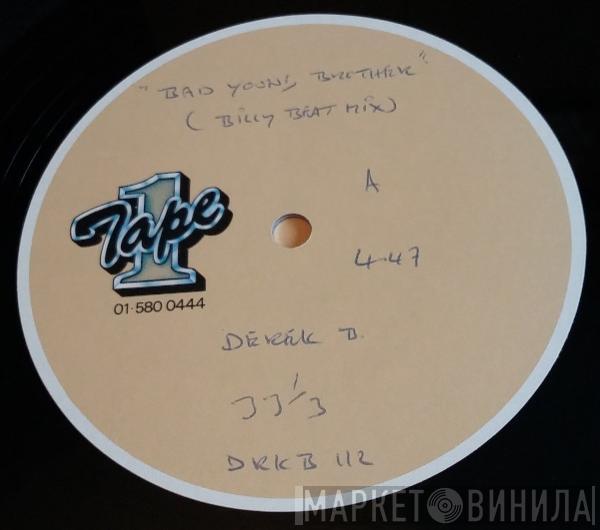 "BAD YOUNG BROTHER"
( BILLY BEAT MIX)
A
1
Tape
4-47
01·580 0444
DEREK B.
33 1/3
DRKB 112
МАРКЕТ ВИНИЛА